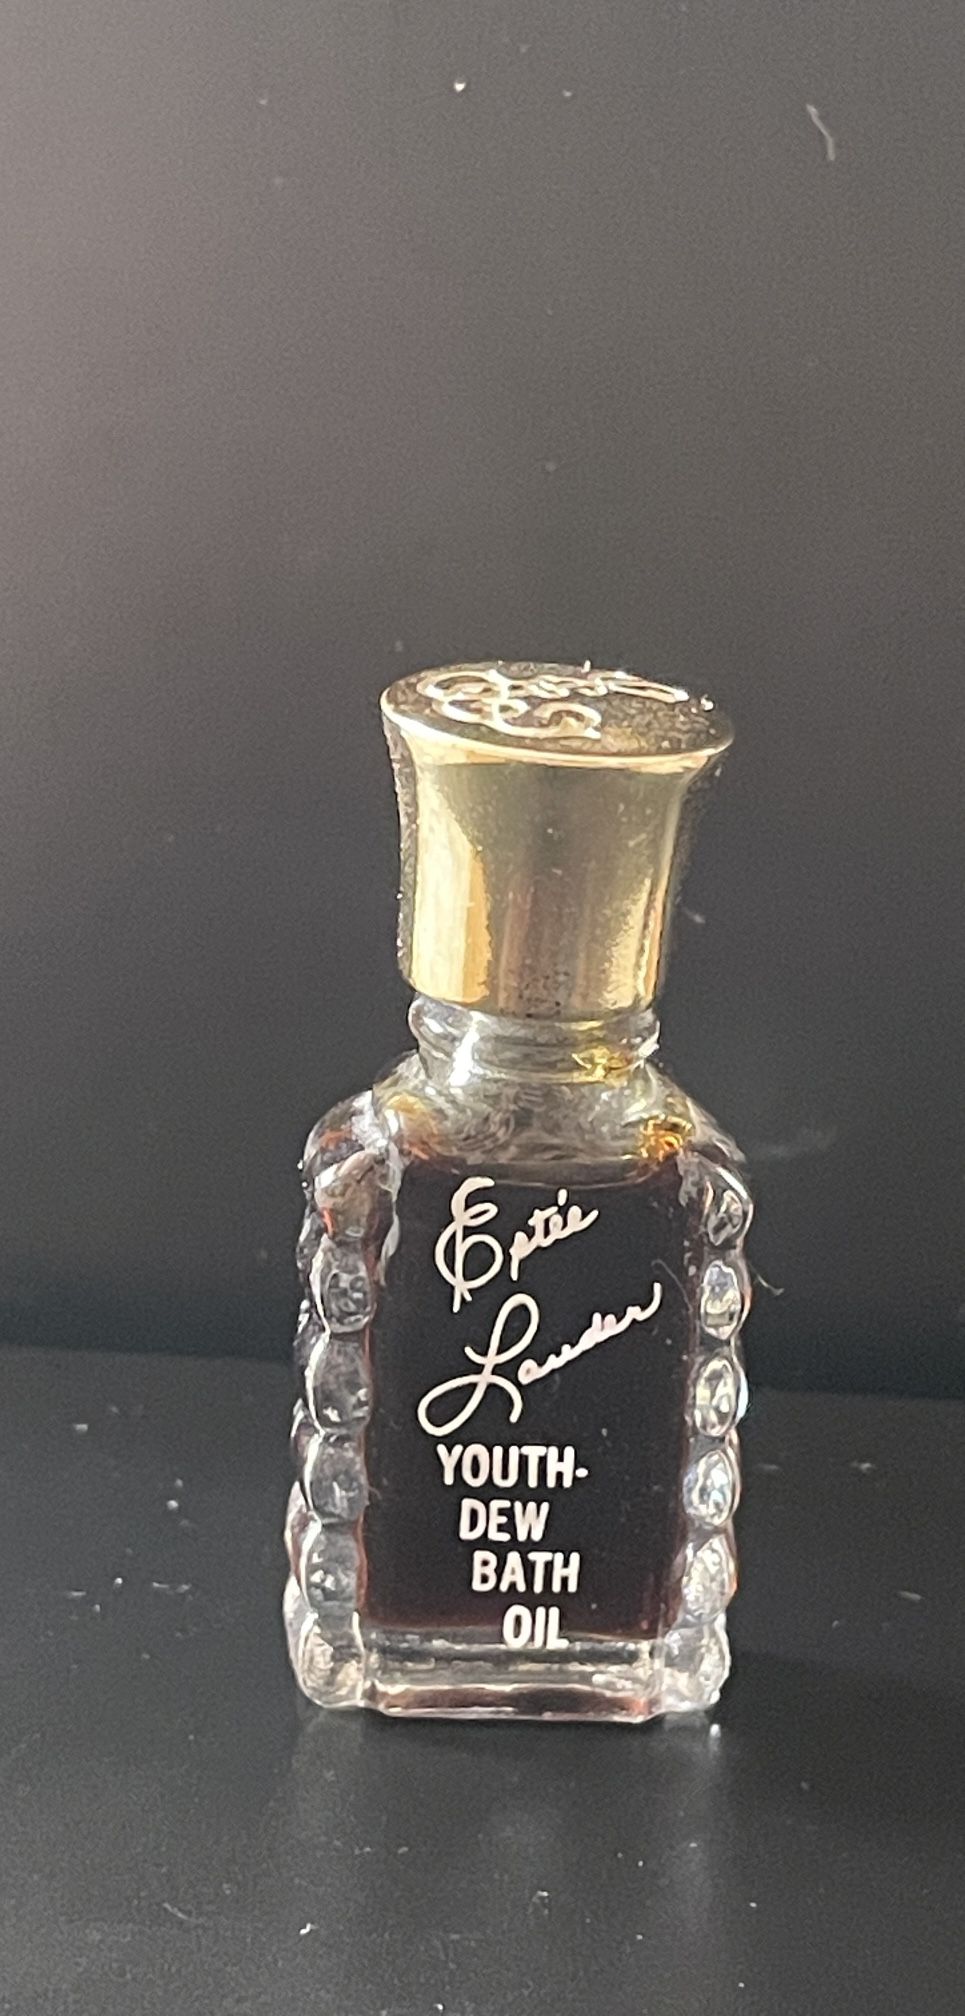 Estée
Lauder
YOUTH-
DEW
BATH
OIL